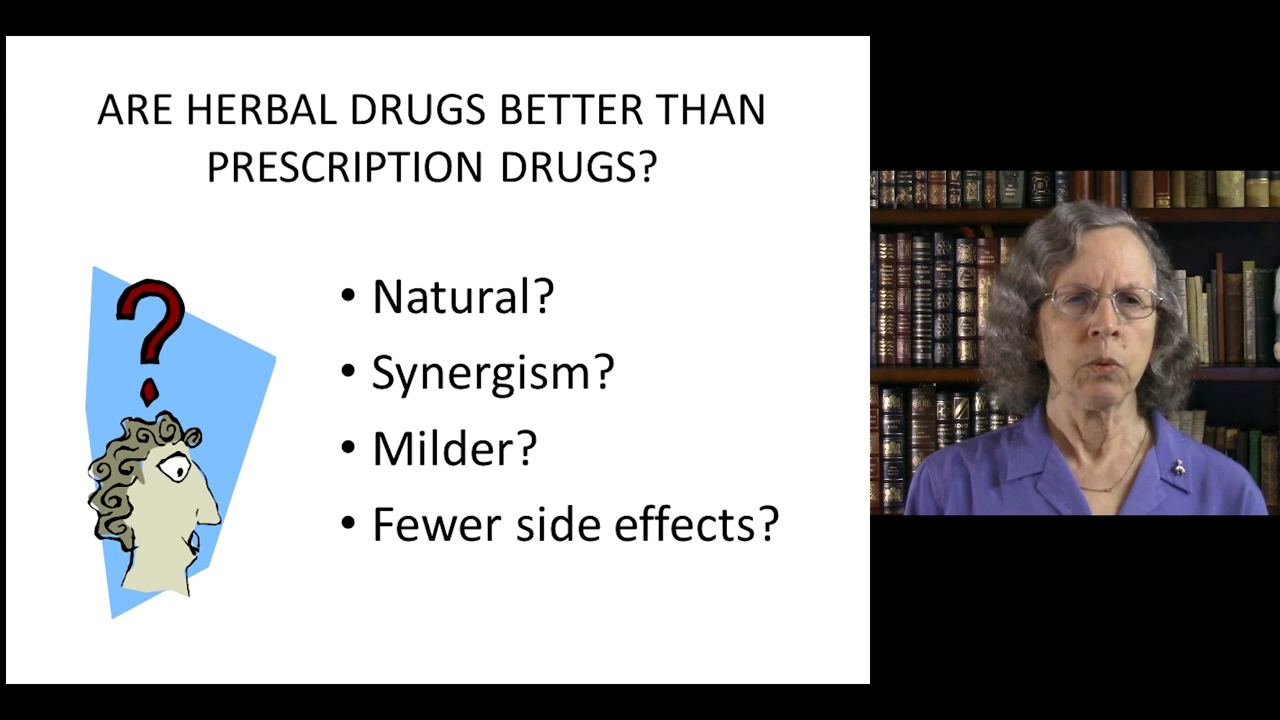 ARE HERBAL DRUGS BETTER THAN
PRESCRIPTION DRUGS?
?
• Natural?
• Synergism?
• Milder?
• Fewer side effects?